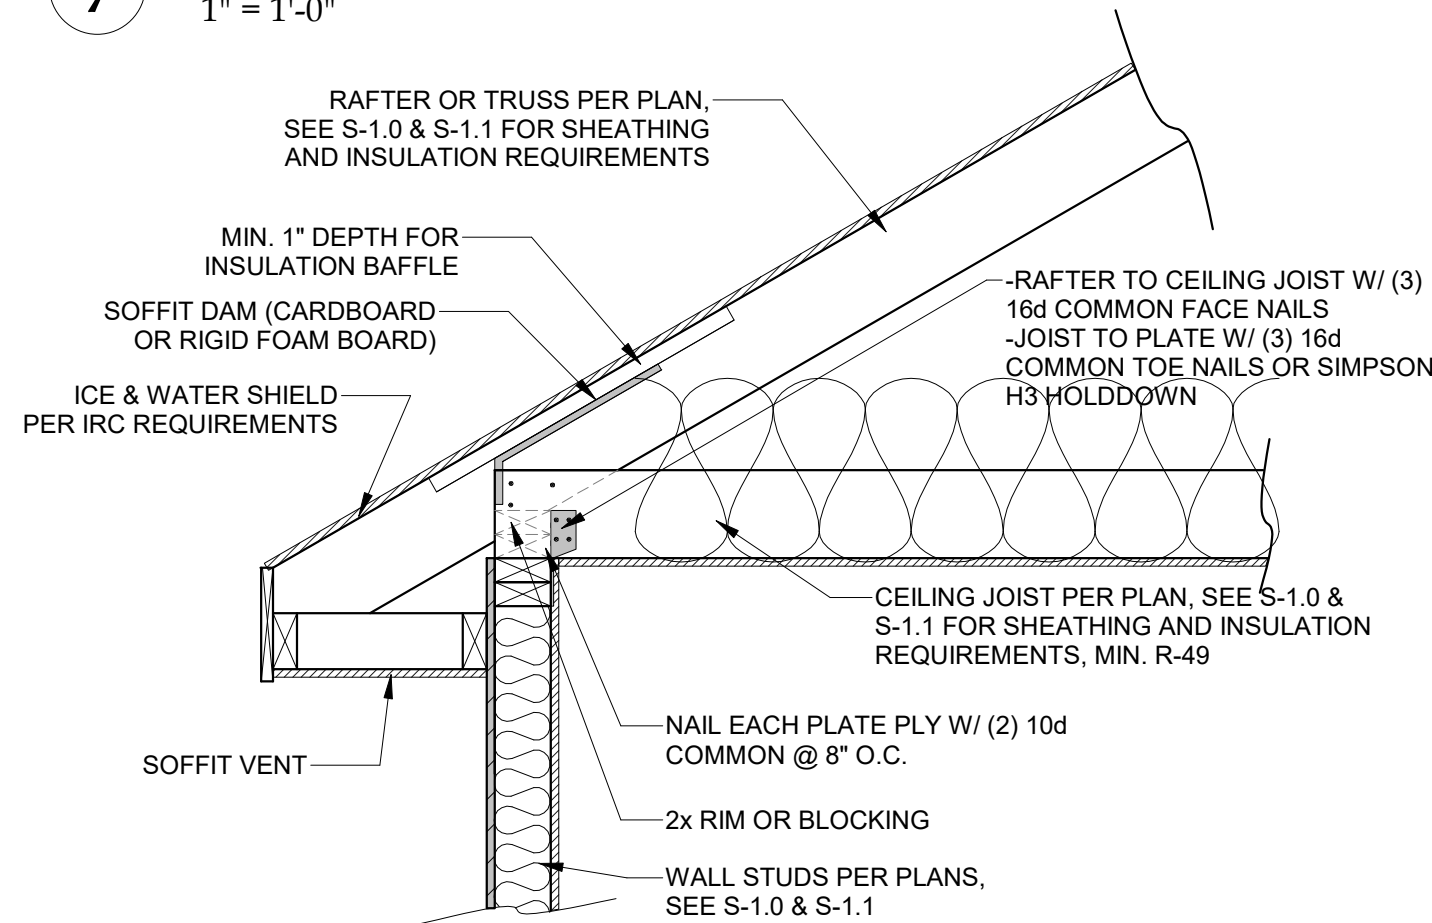 1" = 1'-0"
RAFTER OR TRUSS PER PLAN,
SEE S-1.0 & S-1.1 FOR SHEATHING
AND INSULATION REQUIREMENTS
MIN. 1" DEPTH FOR
INSULATION BAFFLE
SOFFIT DAM (CARDBOARD
OR RIGID FOAM BOARD)
ICE & WATER SHIELD
PER IRC REQUIREMENTS
-RAFTER TO CEILING JOIST W/ (3)
16d COMMON FACE NAILS
-JOIST TO PLATE W/ (3) 16d
COMMON TOE NAILS OR SIMPSON
H3 HOLDDOWN
CEILING JOIST PER PLAN, SEE S-1.0 &
S-1.1 FOR SHEATHING AND INSULATION
REQUIREMENTS, MIN. R-49
SOFFIT VENT
NAIL EACH PLATE PLY W/ (2) 10d
COMMON @ 8" O.C.
2x RIM OR BLOCKING
WALL STUDS PER PLANS,
SEE S-1.0 & S-1.1